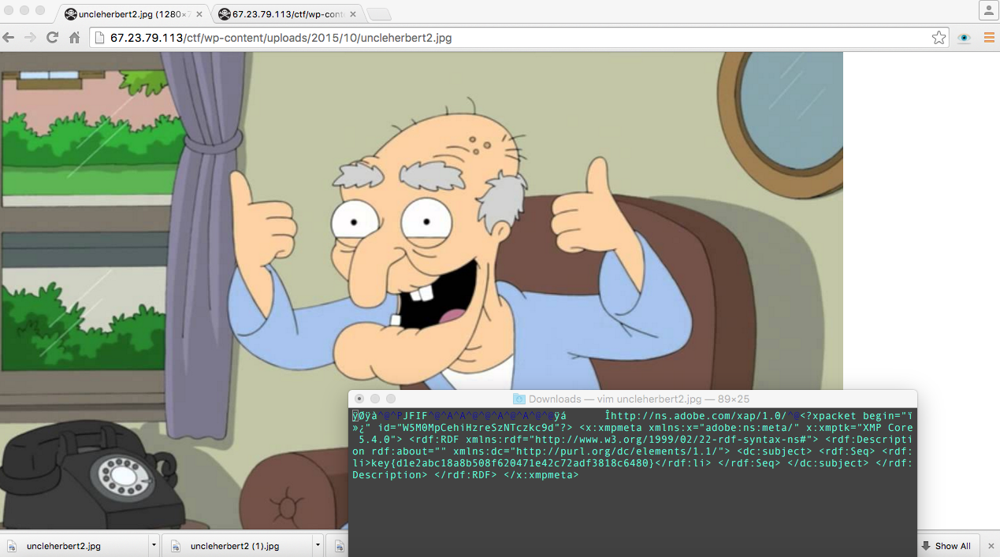 uncleherbert2.jpg (1280×7
67.23.79.113/ctf/wp-cont
67.23.79.113/ctf/wp-content/uploads/2015/10/uncleherbert2.jpg
Downloads — vim uncleherbert2.jpg — 89×25
ÿØÿà^@^PJFIF^@^A^A^@^@^A^@^A^@^@ÿá Îhttp://ns.adobe.com/xap/1.0/^@<?xpacket begin="ï
»¿" id="W5M0MpCehiHzreSzNTczkc9d"?> <x:xmpmeta xmlns:x="adobe:ns:meta/" x:xmptk="XMP Core
5.4.0"> <rdf:RDF xmlns:rdf="http://www.w3.org/1999/02/22-rdf-syntax-ns#"> <rdf:Descripti
on rdf:about="" xmlns:dc="http://purl.org/dc/elements/1.1/"> <dc:subject> <rdf:Seq> <rdf:
li>key{d1e2abc18a8b508f620471e42c72adf3818c6480}</rdf:li> </rdf:Seq> </dc:subject> </rdf:
Description> </rdf:RDF> </x:xmpmeta>
uncleherbert2.jpg
uncleherbert2 (1).jpg
Show All